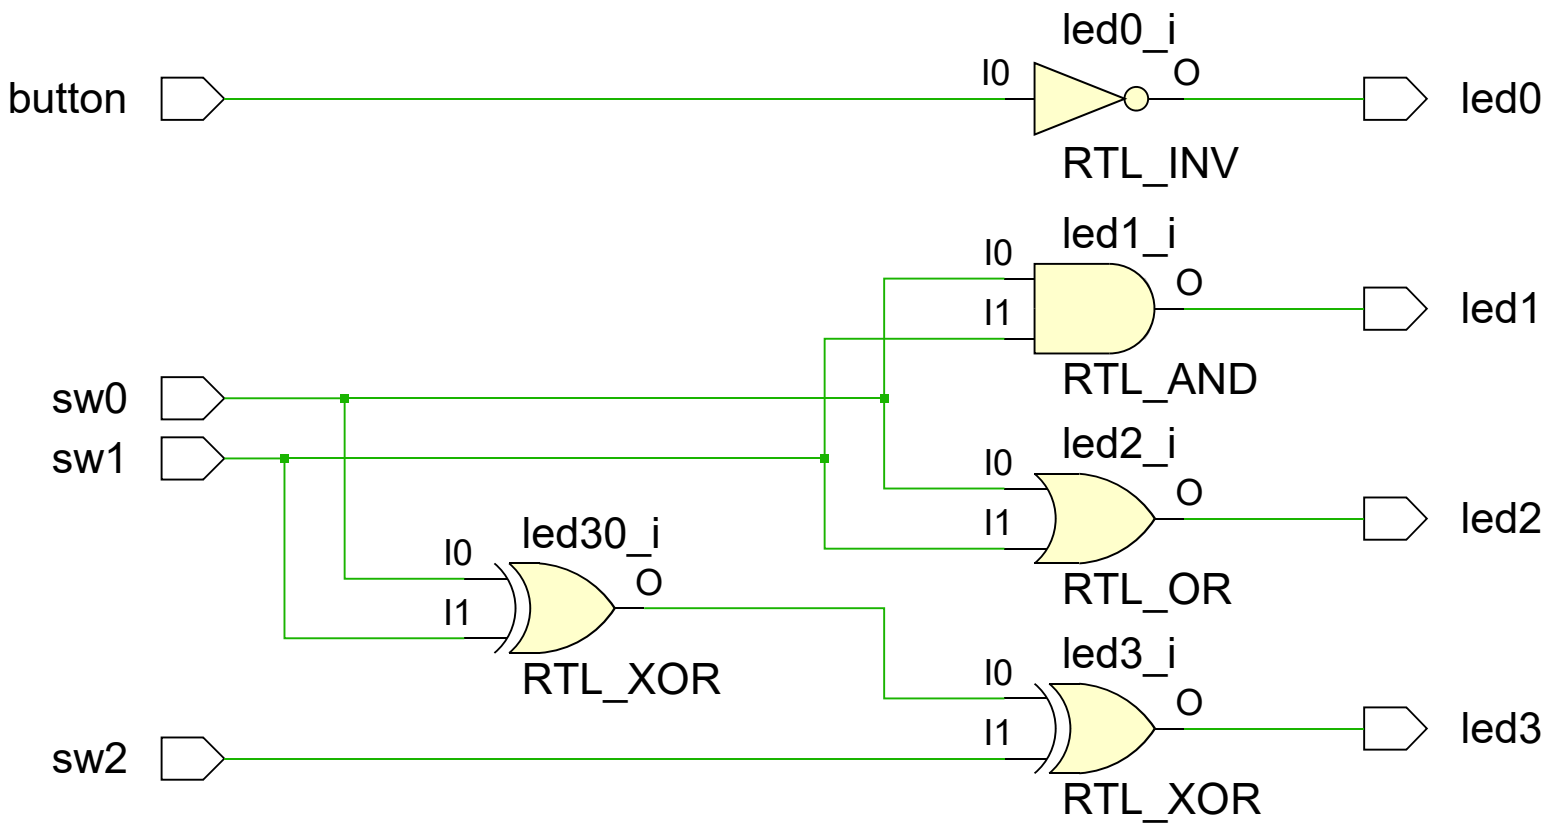 led0_i
I0
O
button
led0
RTL_INV
led1_i
I0
O
I1
led1
RTL_AND
sw0
sw1
led2_i
I0
O
I1
led2
RTL_OR
led30_i
I0
O
I1
RTL_XOR
led3_i
I0
O
I1
led3
sw2
RTL_XOR